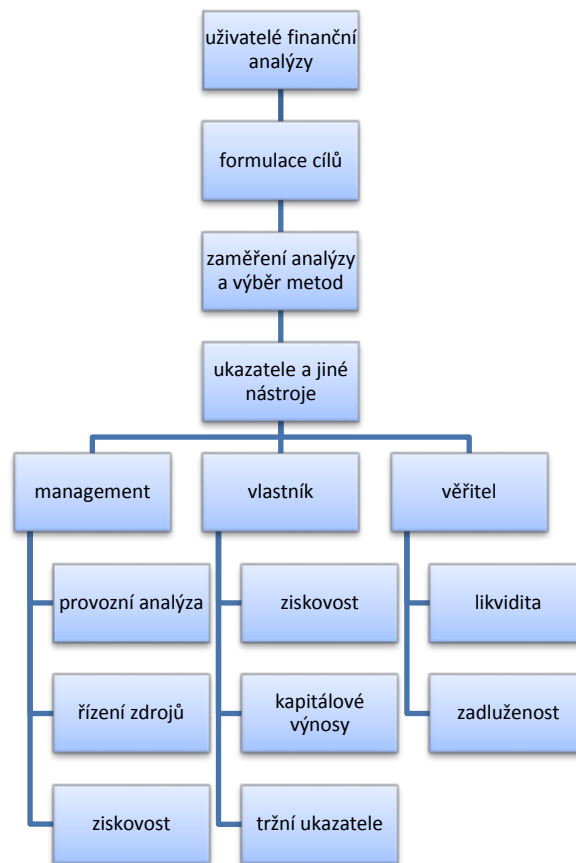 uživatelé finanční
analýzy
formulace cílů
zaměření analýzy
a výběr metod
ukazatele a jiné
nástroje
management
vlastník
věřitel
provozní analýza
ziskovost
likvidita
řízení zdrojů
kapitálové
výnosy
zadluženost
ziskovost
tržní ukazatele